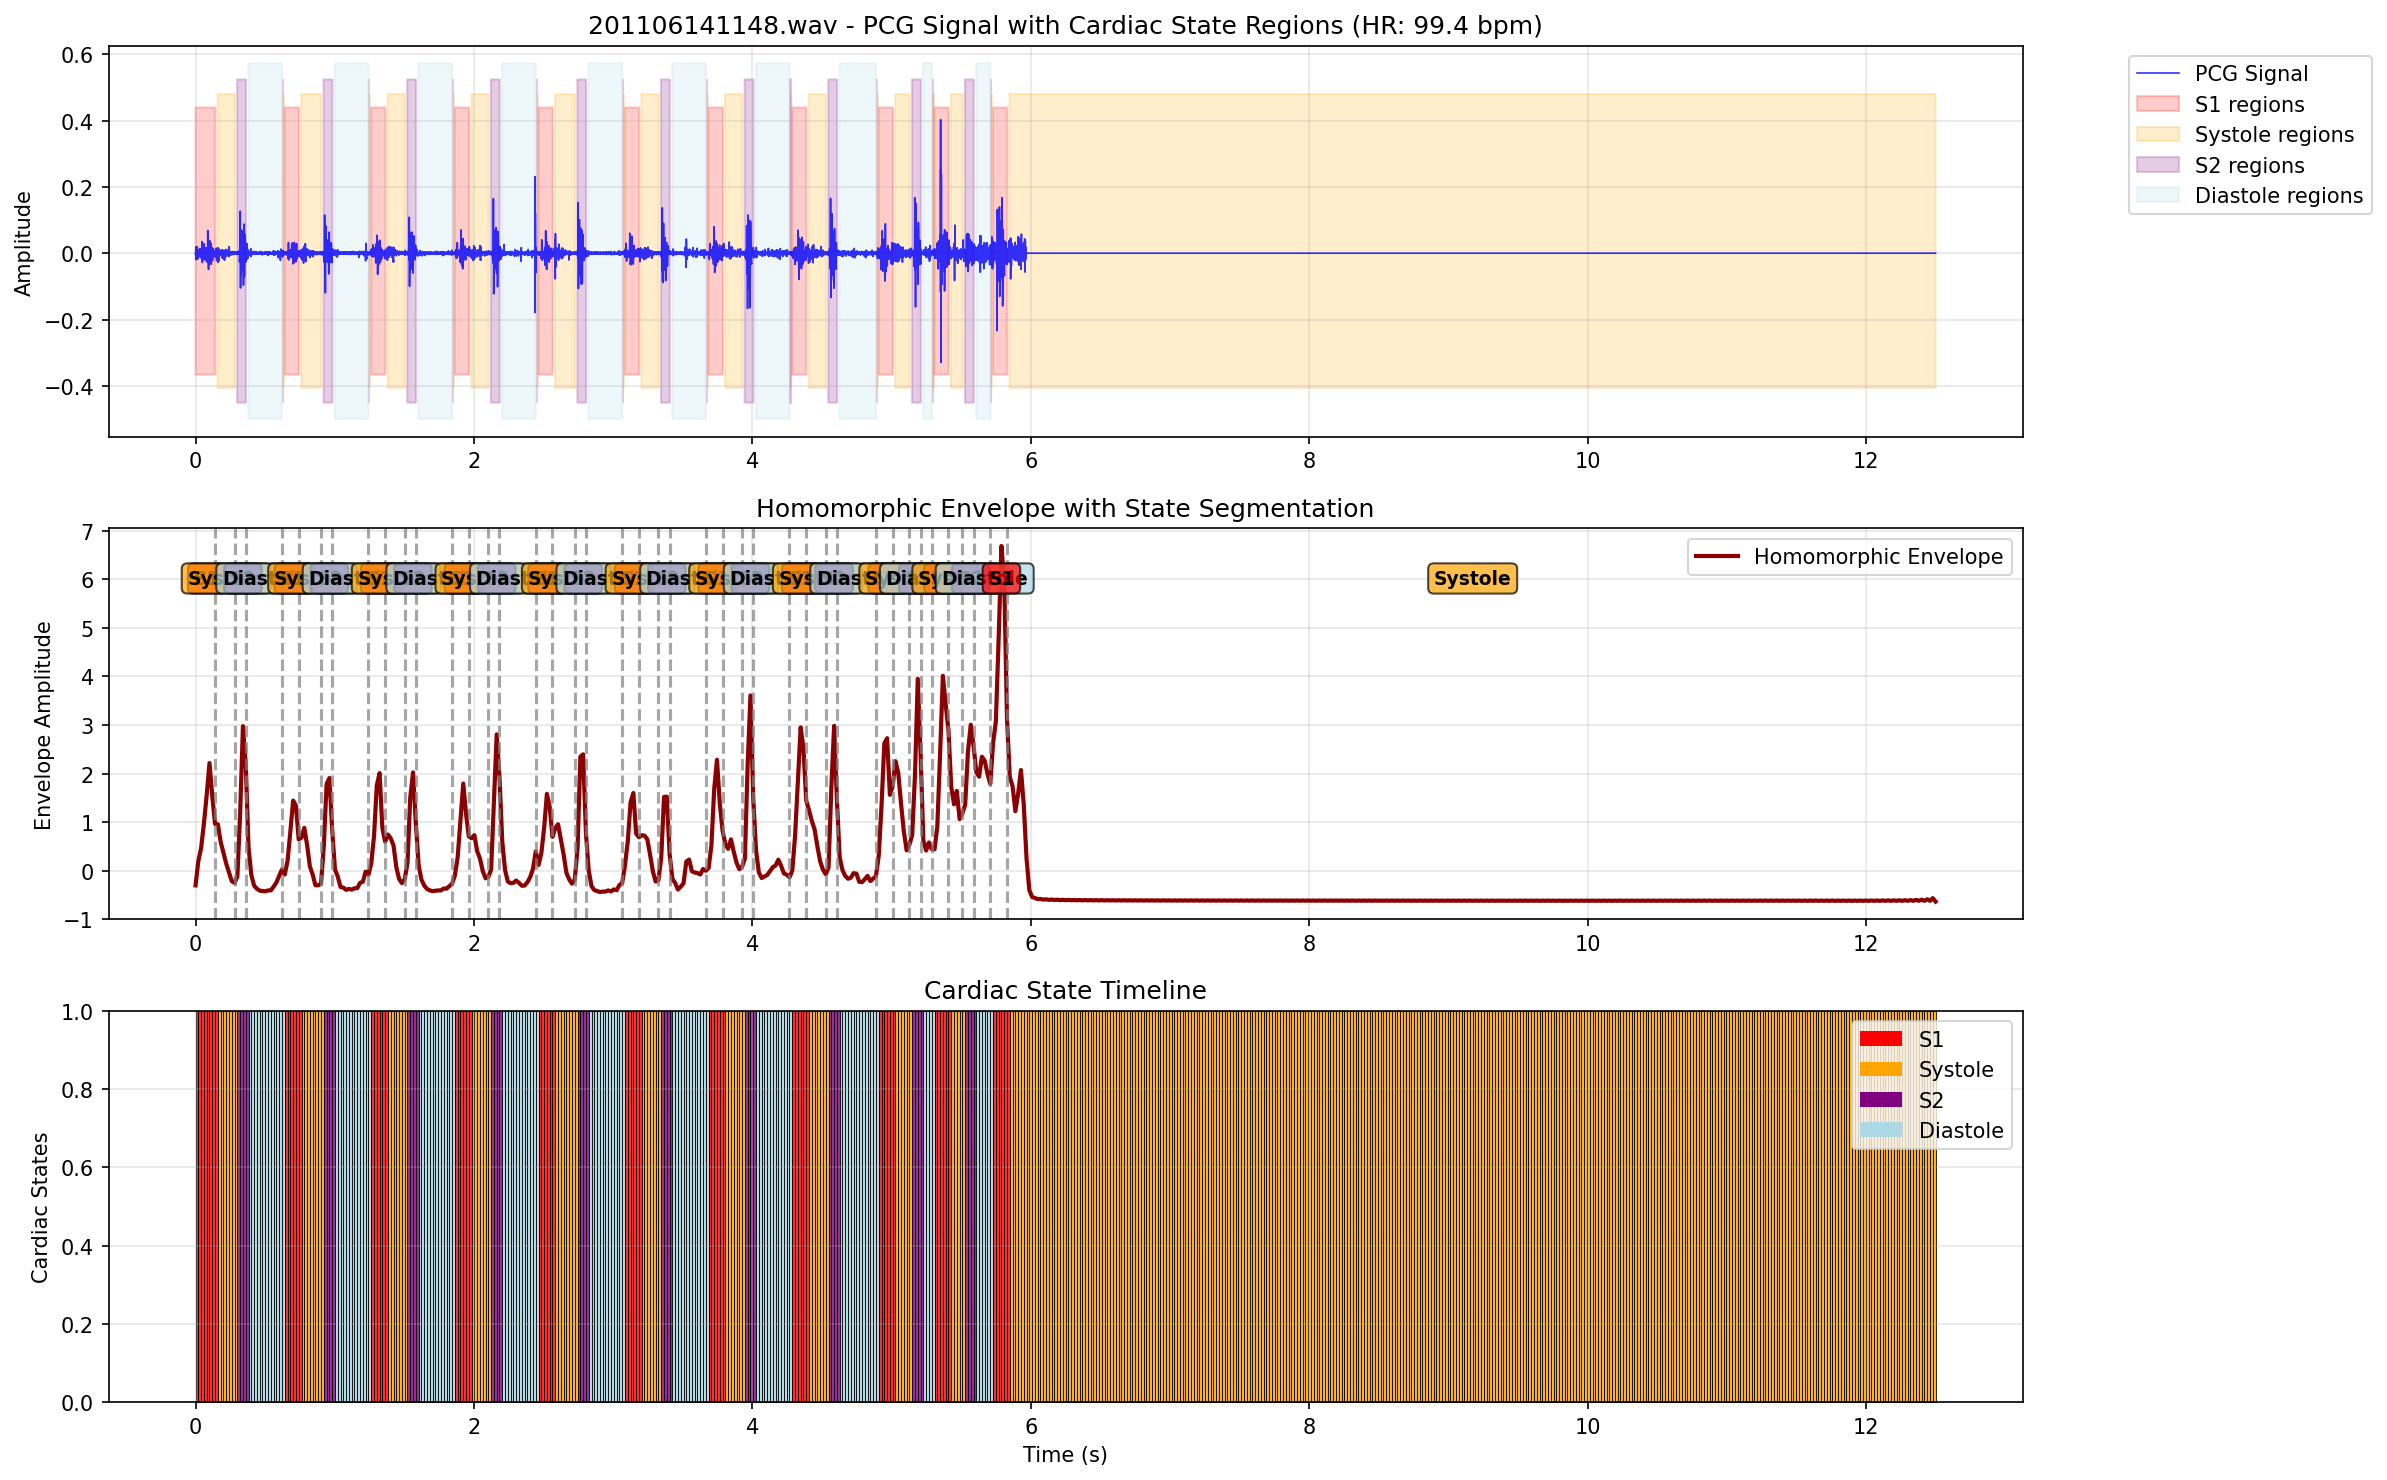 201106141148.wav - PCG Signal with Cardiac State Regions (HR: 99.4 bpm)
Amplitude
0.6
0.4
0.2
0.0
−0.2
−0.4
0 2 4 6 8 10 12
PCG Signal
S1 regions
Systole regions
S2 regions
Diastole regions
Homomorphic Envelope with State Segmentation
Envelope Amplitude
7
6
5
4
3
2
1
0
−1
Sys Dias Sys Dias Sys Dias Sys Dias Sys Dias Sys Dias Sys Dias Sys Dias S Dia Sy Dias S1 e Systole
Homomorphic Envelope
0 2 4 6 8 10 12
Cardiac State Timeline
Cardiac States
1.0
0.8
0.6
0.4
0.2
0.0
S1
Systole
S2
Diastole
0 2 4 6 8 10 12
Time (s)